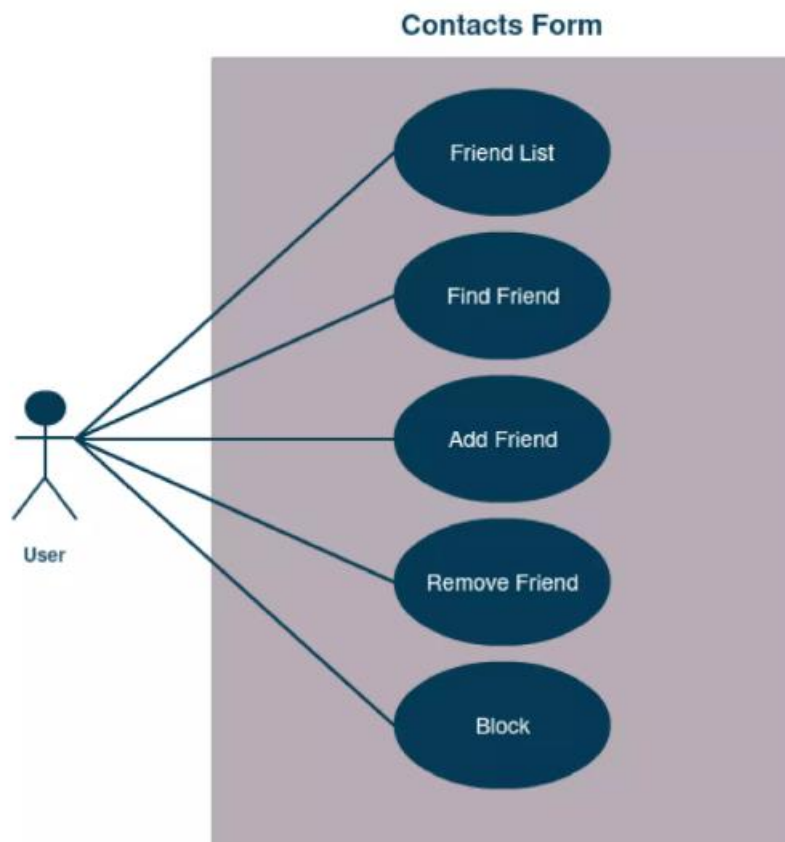 Contacts Form
Friend List
Find Friend
Add Friend
User
Remove Friend
Block